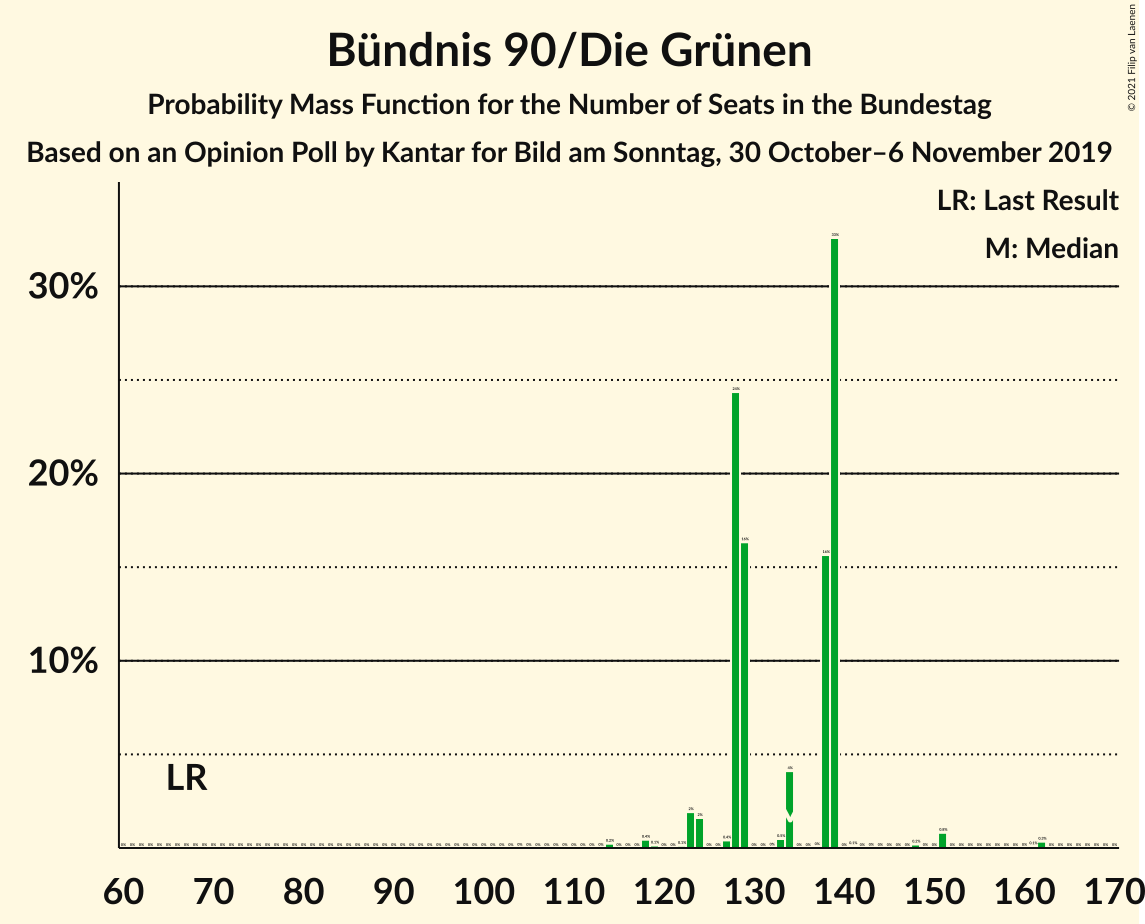 Bündnis 90/Die Grünen
Probability Mass Function for the Number of Seats in the Bundestag
Based on an Opinion Poll by Kantar for Bild am Sonntag, 30 October–6 November 2019
© 2021 Filip van Laenen
LR: Last Result
M: Median
30%
20%
10%
LR
60 70 80 90 100 110 120 130 140 150 160 170